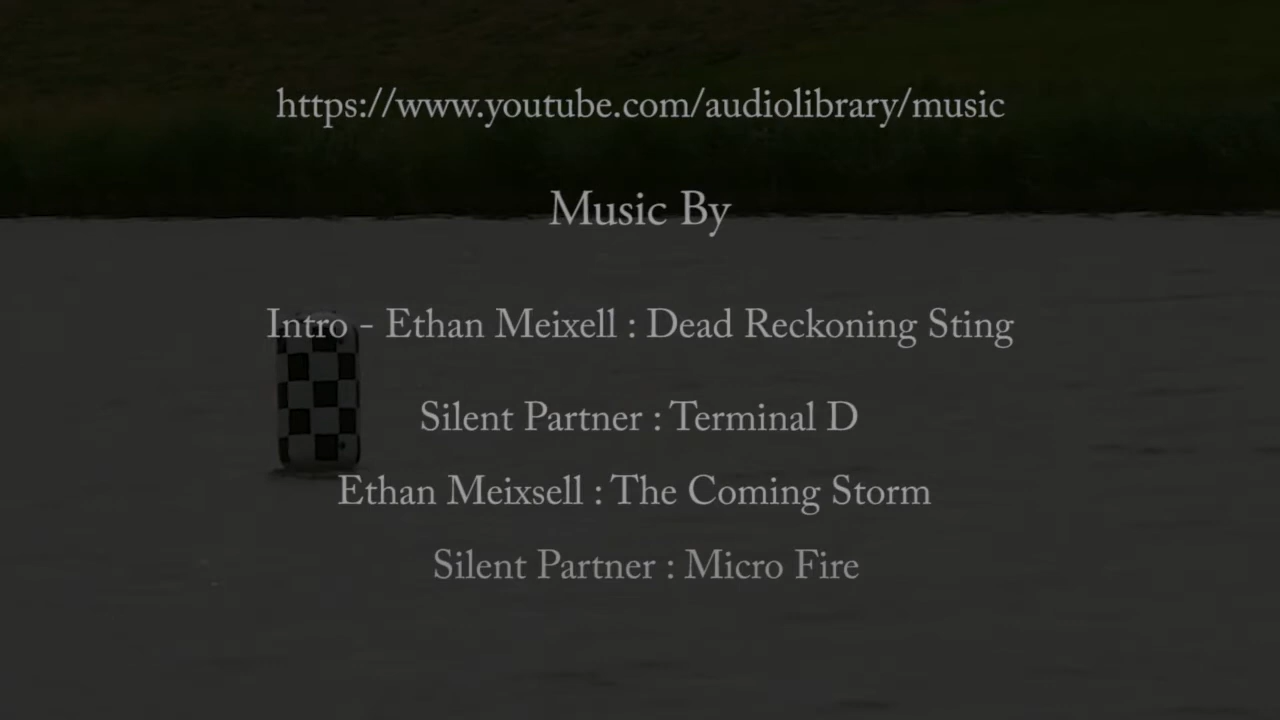 https://www.youtube.com/audiolibrary/music
Music By
Intro - Ethan Meixell : Dead Reckoning Sting
Silent Partner : Terminal D
Ethan Meixsell : The Coming Storm
Silent Partner : Micro Fire